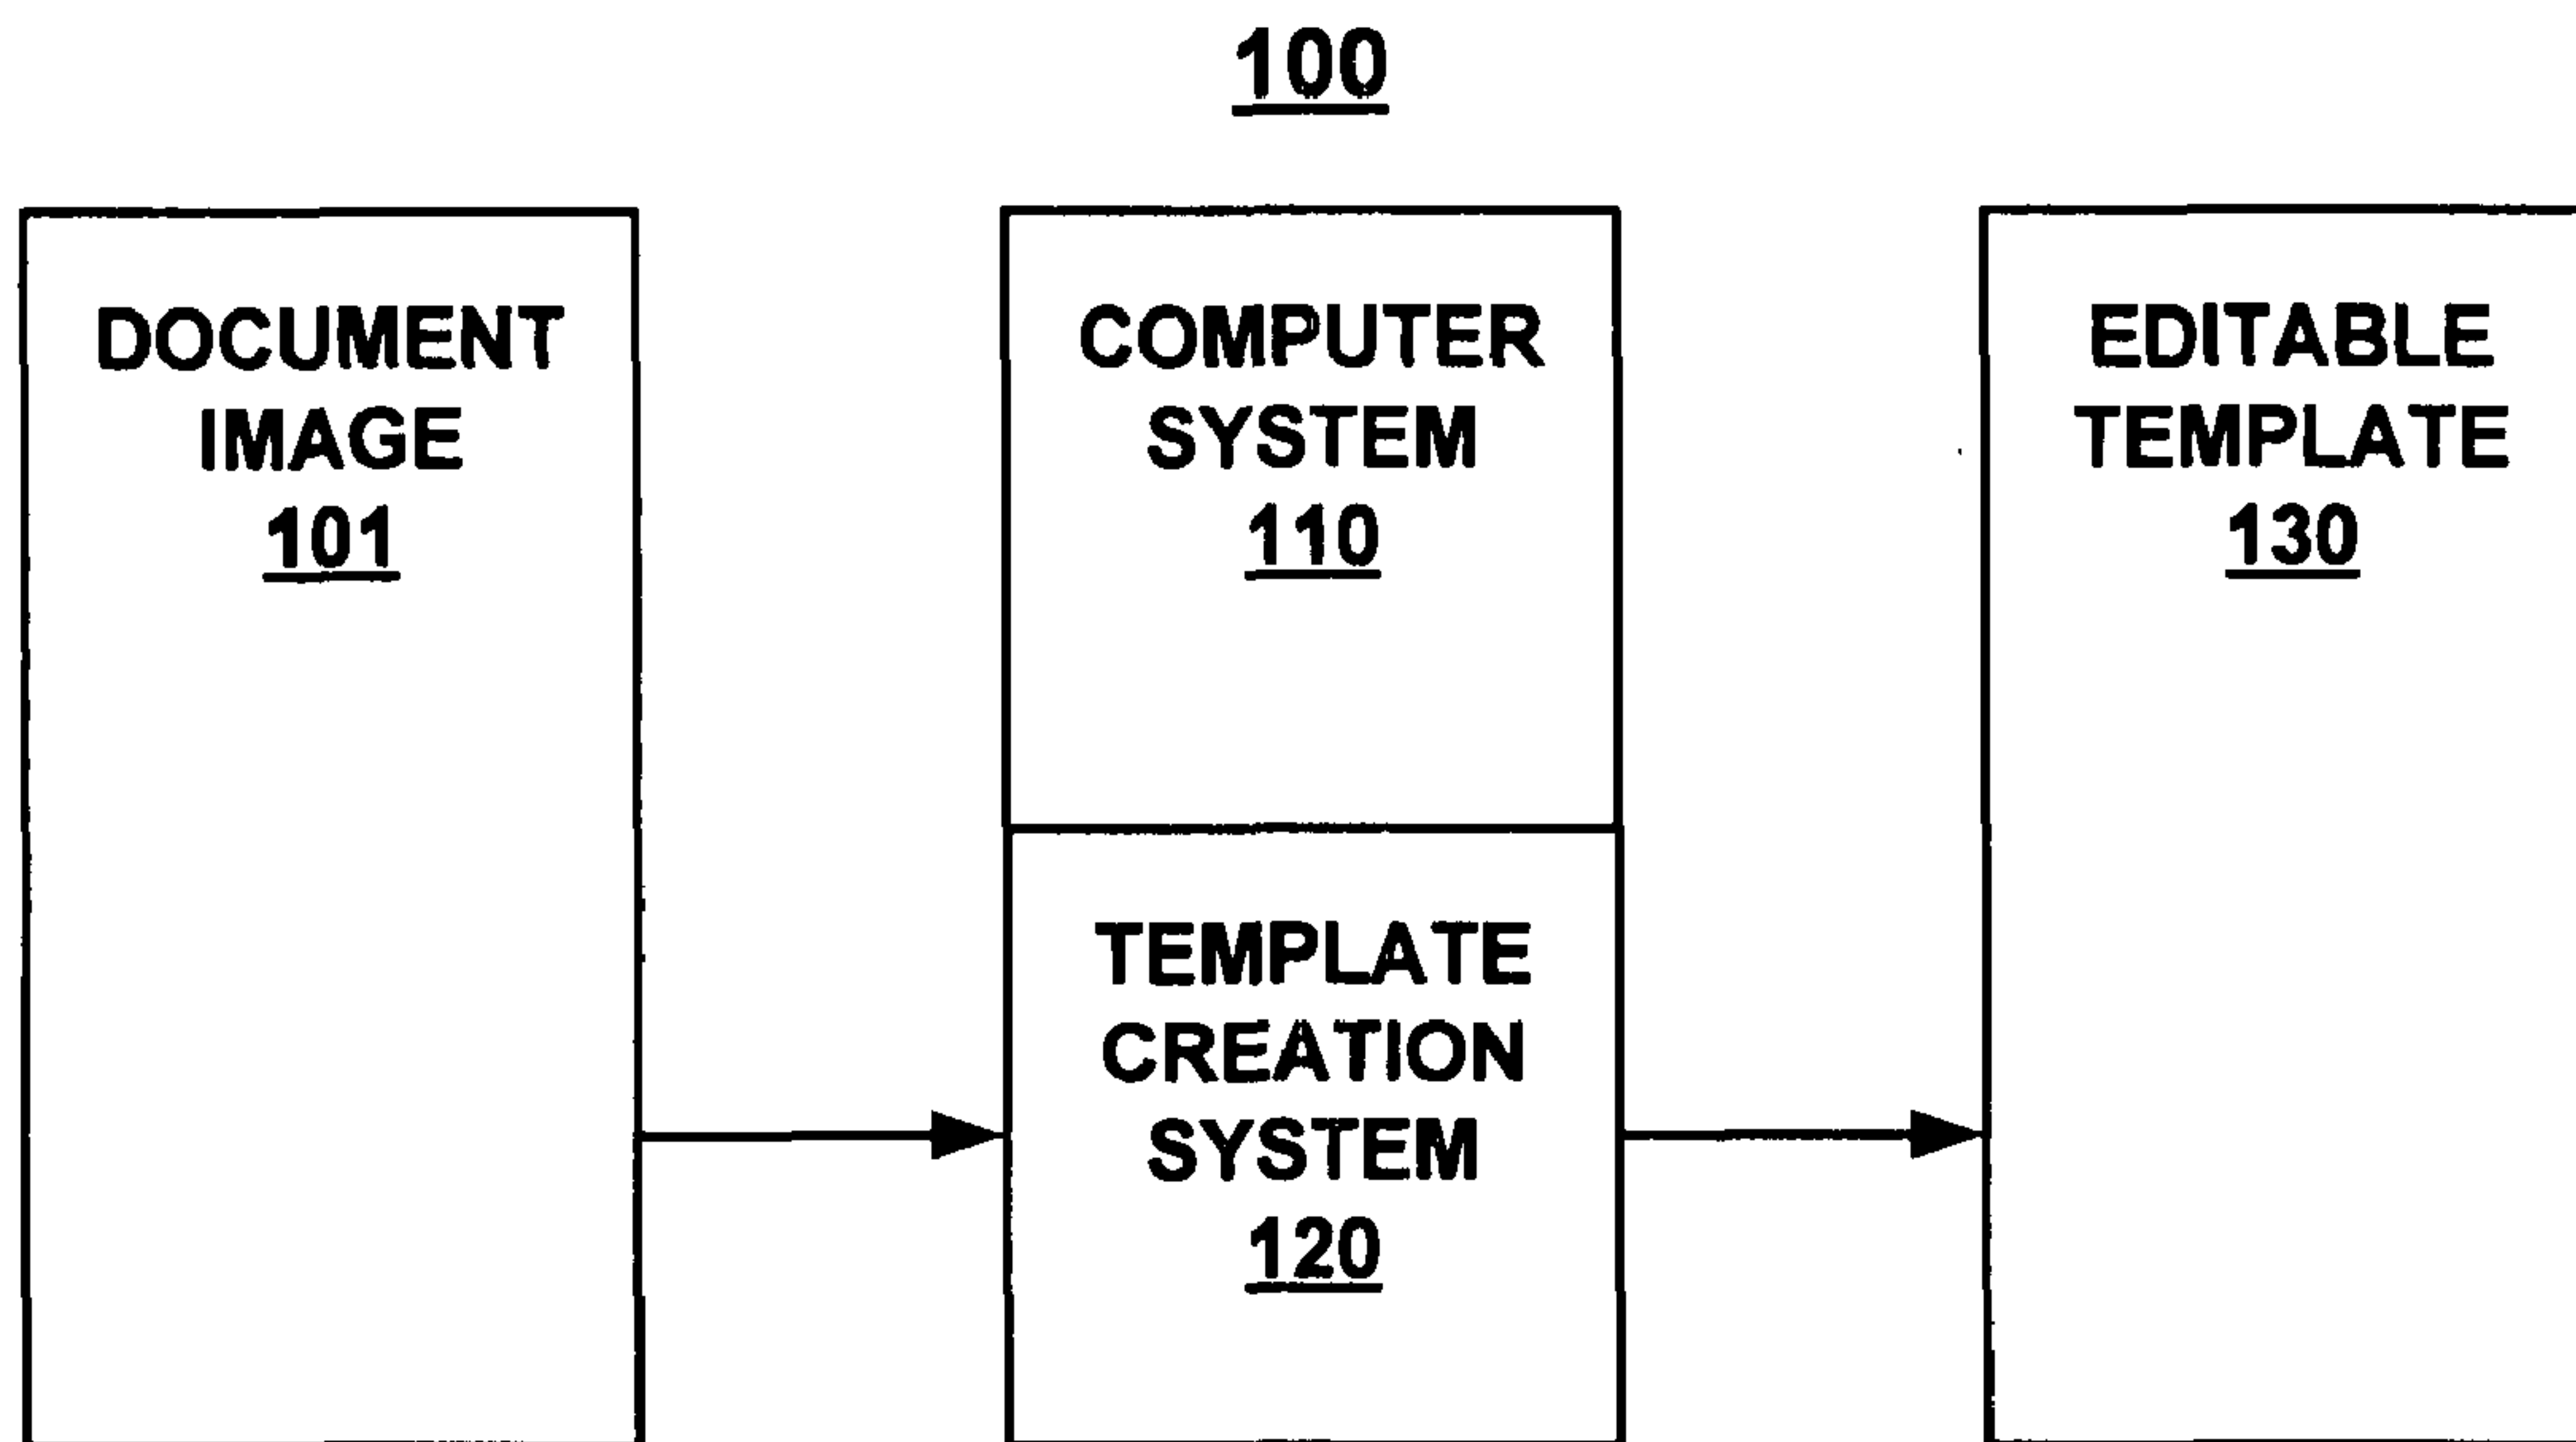 100
DOCUMENT
IMAGE
101
COMPUTER
SYSTEM
110
TEMPLATE
CREATION
SYSTEM
120
EDITABLE
TEMPLATE
130